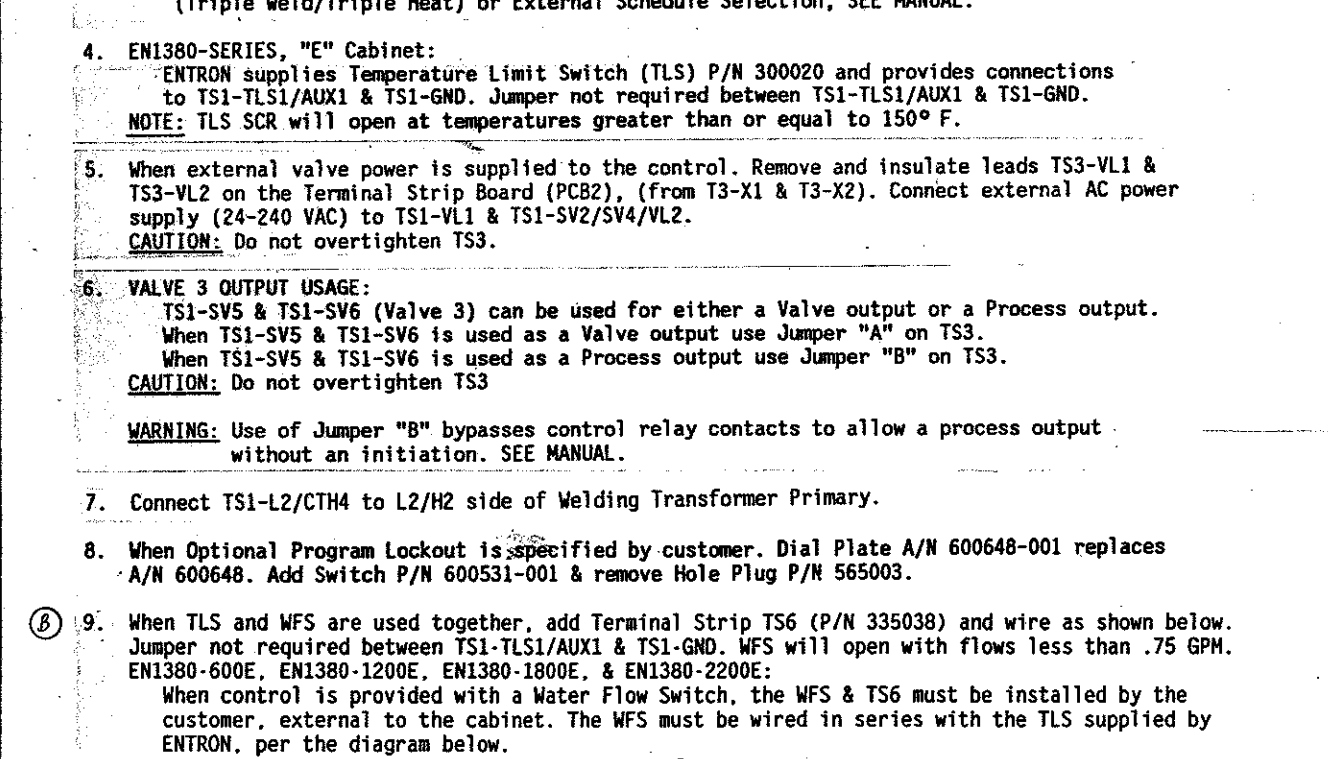 (Triple Weld/Triple Heat) or External Schedule Selection, SEE MANUAL.
4. EN1380-SERIES, "E" Cabinet:
ENTRON supplies Temperature Limit Switch (TLS) P/N 300020 and provides connections
to TS1-TLS1/AUX1 & TS1-GND. Jumper not required between TS1-TLS1/AUX1 & TS1-GND.
NOTE: TLS SCR will open at temperatures greater than or equal to 150° F.
5. When external valve power is supplied to the control. Remove and insulate leads TS3-VL1 &
TS3-VL2 on the Terminal Strip Board (PCB2), (from T3-X1 & T3-X2). Connect external AC power
supply (24-240 VAC) to TS1-VL1 & TS1-SV2/SV4/VL2.
CAUTION: Do not overtighten TS3.
6. VALVE 3 OUTPUT USAGE:
TS1-SV5 & TS1-SV6 (Valve 3) can be used for either a Valve output or a Process output.
When TS1-SV5 & TS1-SV6 is used as a Valve output use Jumper "A" on TS3.
When TS1-SV5 & TS1-SV6 is used as a Process output use Jumper "B" on TS3.
CAUTION: Do not overtighten TS3
WARNING: Use of Jumper "B" bypasses control relay contacts to allow a process output
without an initiation. SEE MANUAL.
7. Connect TS1-L2/CTH4 to L2/H2 side of Welding Transformer Primary.
8. When Optional Program Lockout is specified by customer. Dial Plate A/N 600648-001 replaces
A/N 600648. Add Switch P/N 600531-001 & remove Hole Plug P/N 565003.
B 9. When TLS and WFS are used together, add Terminal Strip TS6 (P/N 335038) and wire as shown below.
Jumper not required between TS1-TLS1/AUX1 & TS1-GND. WFS will open with flows less than .75 GPM.
EN1380-600E, EN1380-1200E, EN1380-1800E, & EN1380-2200E:
When control is provided with a Water Flow Switch, the WFS & TS6 must be installed by the
customer, external to the cabinet. The WFS must be wired in series with the TLS supplied by
ENTRON, per the diagram below.